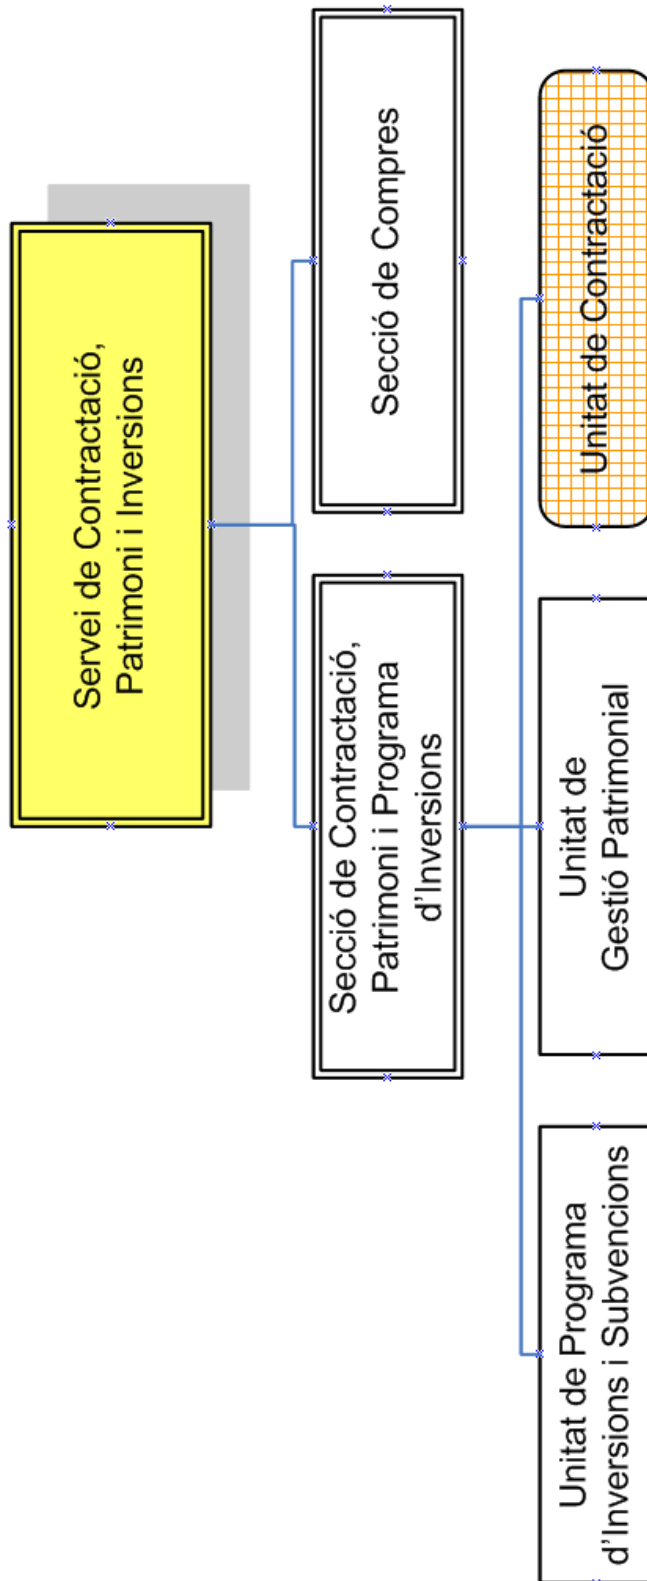 Servei de Contractació,
Patrimoni i Inversions
Secció de Contractació,
Patrimoni i Programa
d'Inversions
Secció de Compres
Unitat de Programa
d'Inversions i Subvencions
Unitat de
Gestió Patrimonial
Unitat de Contractació